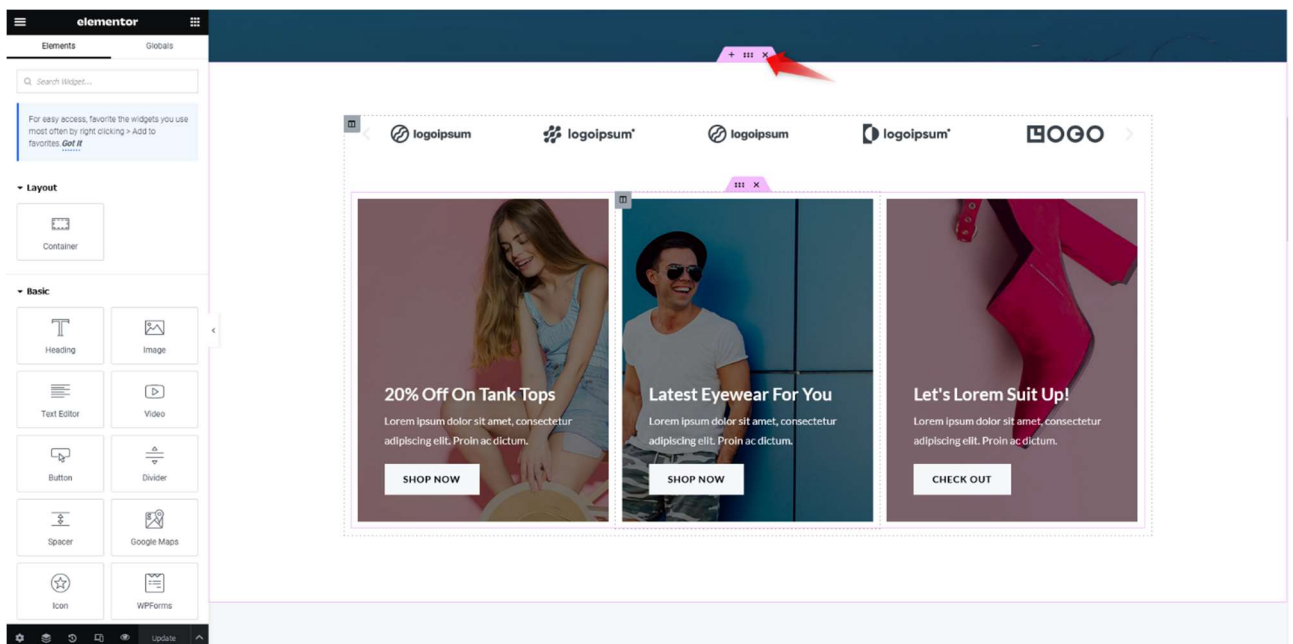 elementor
Elements
Globals
Search Widget...
For easy access, favorite the widgets you use
most often by right clicking > Add to
favorites. Got It
Layout
Container
Basic
Heading
Image
Text Editor
Video
Button
Divider
Spacer
Google Maps
Icon
WPForms
Update
logoipsum
logoipsum
logoipsum
logoipsum
LOGO
20% Off On Tank Tops
Lorem ipsum dolor sit amet, consectetur
adipiscing elit. Proin ac dictum.
SHOP NOW
Latest Eyewear For You
Lorem ipsum dolor sit amet, consectetur
adipiscing elit. Proin ac dictum.
SHOP NOW
Let's Lorem Suit Up!
Lorem ipsum dolor sit amet, consectetur
adipiscing elit. Proin ac dictum.
CHECK OUT